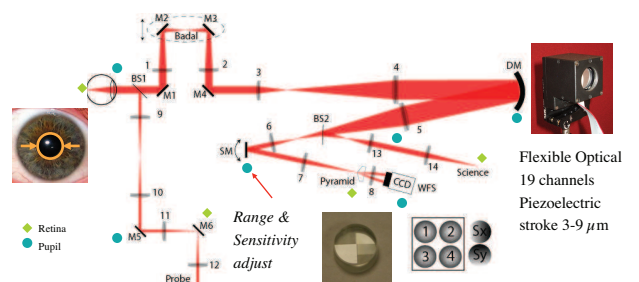 M2
M3
Badal
BS1
1
2
3
4
DM
M1
M4
9
BS2
5
6
SM
13
14
7
Pyramid
8
CCD
WFS
Science
Flexible Optical
19 channels
Piezoelectric
stroke 3-9 µm
10
Range &
Sensitivity
adjust
Retina
Pupil
11
M5
M6
12
Probe
1 2 Sx
3 4 Sy